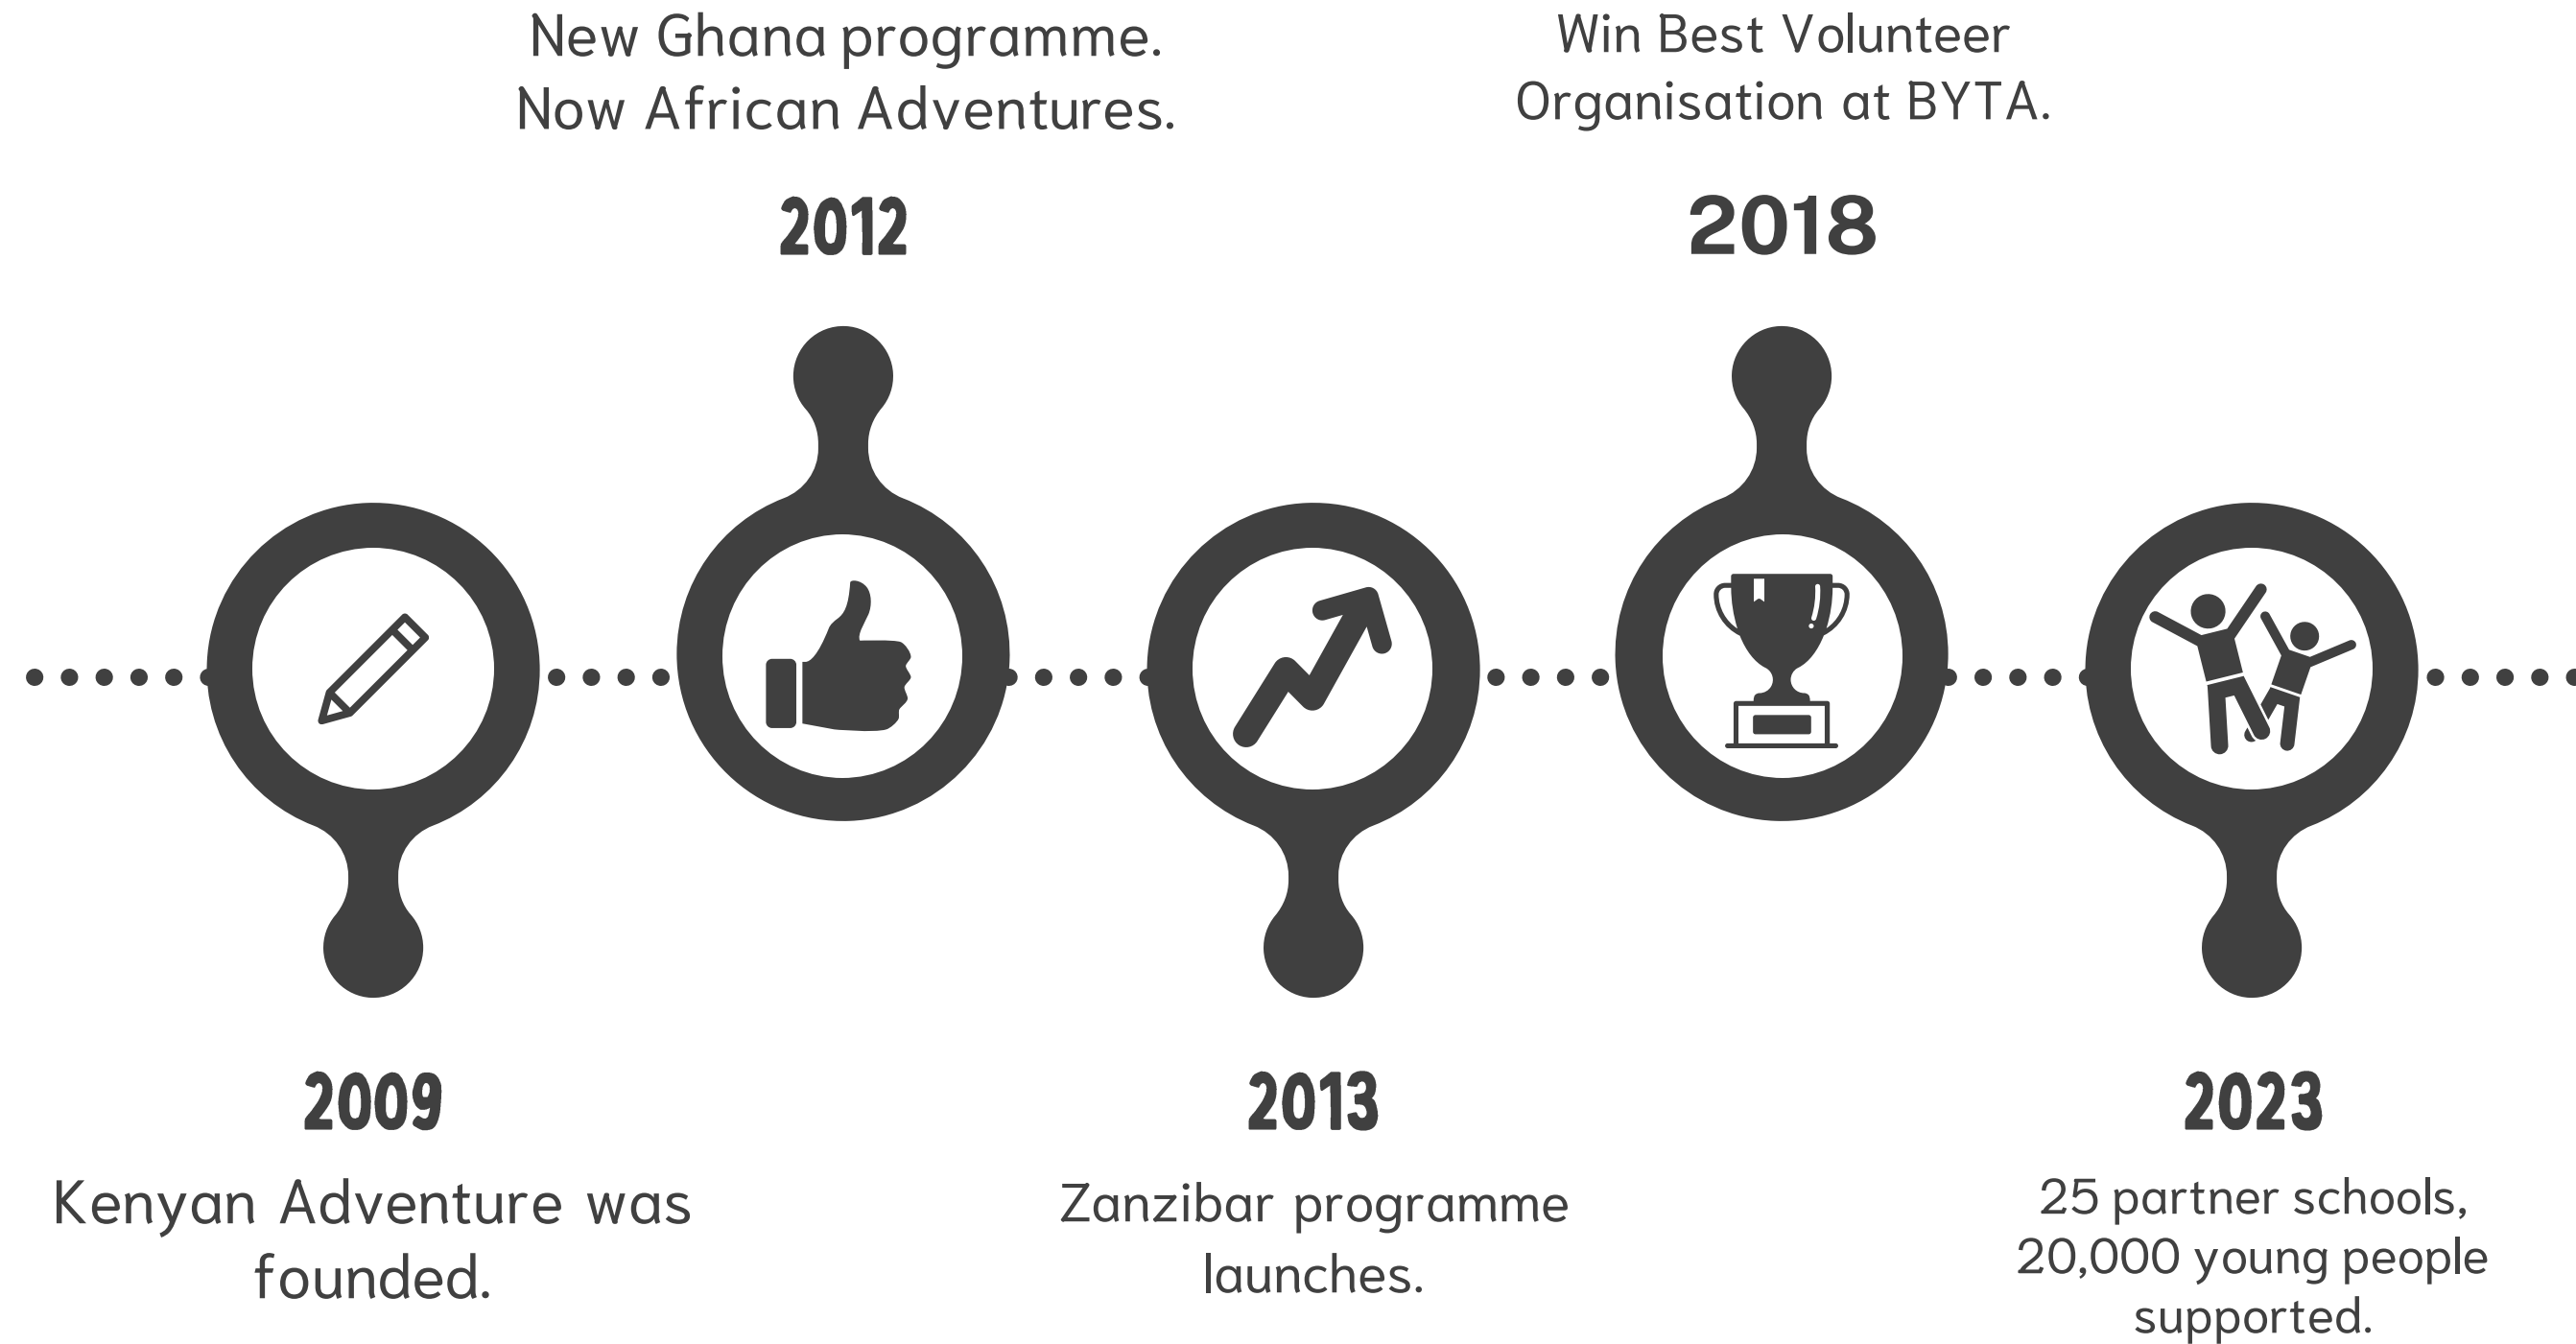 New Ghana programme.
Now African Adventures.
2012
Win Best Volunteer
Organisation at BYTA.
2018
2009
Kenyan Adventure was
founded.
2013
Zanzibar programme
launches.
2023
25 partner schools,
20,000 young people
supported.